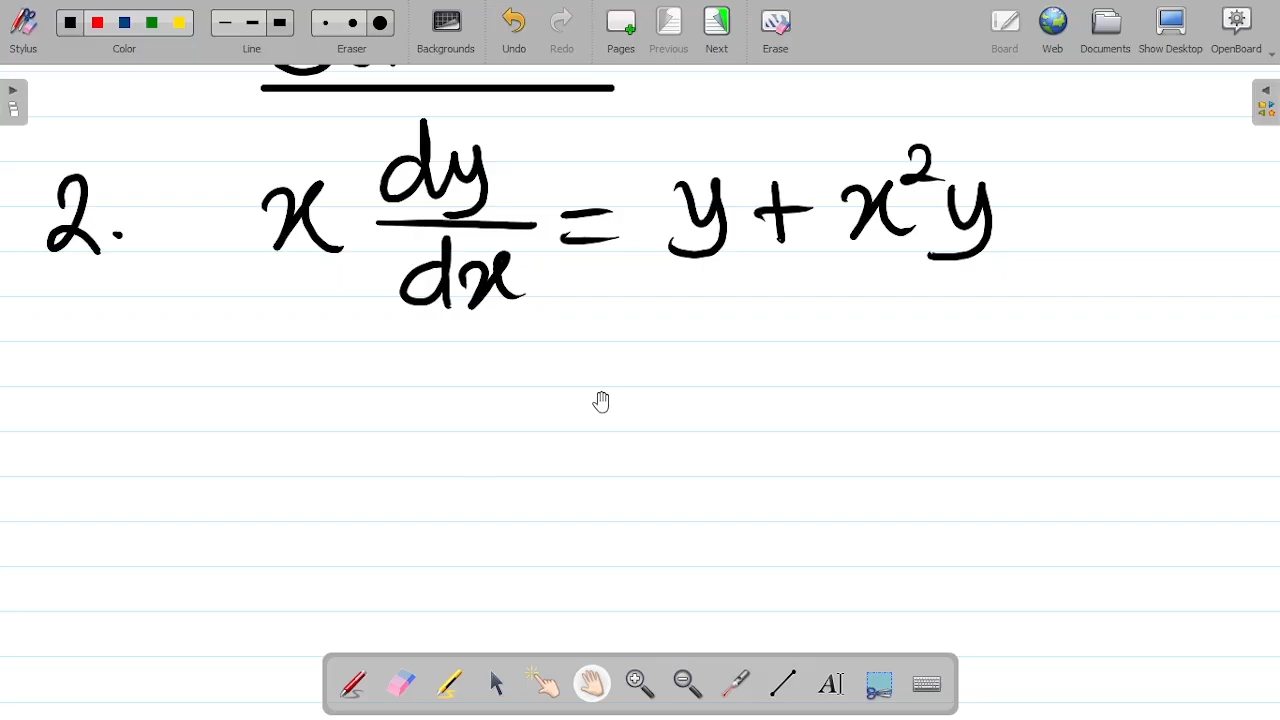 Stylus Color Line Eraser Backgrounds Undo Redo Pages Previous Next Erase Board Web Documents Show Desktop OpenBoard
2. x dy/dx = y + x²y